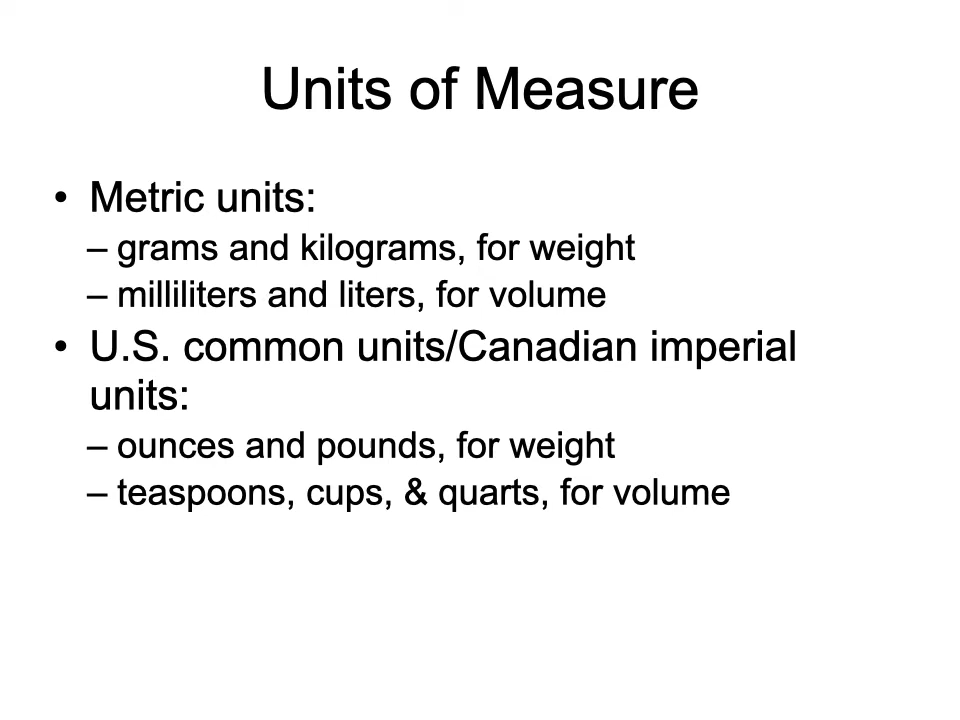 Units of Measure
• Metric units:
– grams and kilograms, for weight
– milliliters and liters, for volume
• U.S. common units/Canadian imperial
units:
– ounces and pounds, for weight
– teaspoons, cups, & quarts, for volume